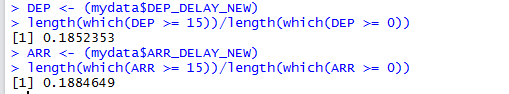 > DEP <- (mydata$DEP_DELAY_NEW)
> length(which(DEP >= 15))/length(which(DEP >= 0))
[1] 0.1852353
> ARR <- (mydata$ARR_DELAY_NEW)
> length(which(ARR >= 15))/length(which(ARR >= 0))
[1] 0.1884649